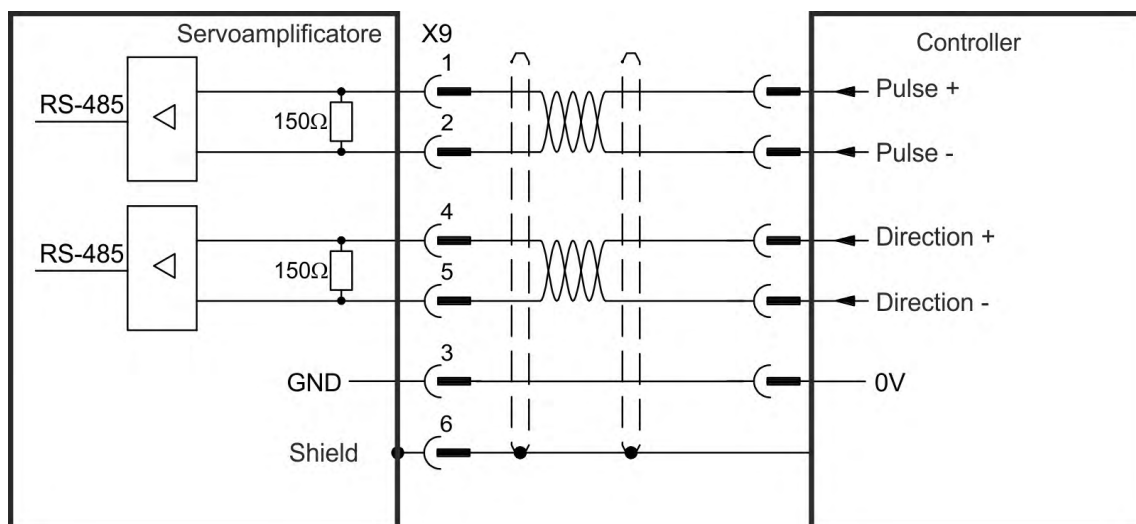 Servoamplificatore X9 Controller
1
RS-485 150Ω Pulse +
2
Pulse -
4
RS-485 150Ω Direction +
5
Direction -
3
GND 0V
6
Shield